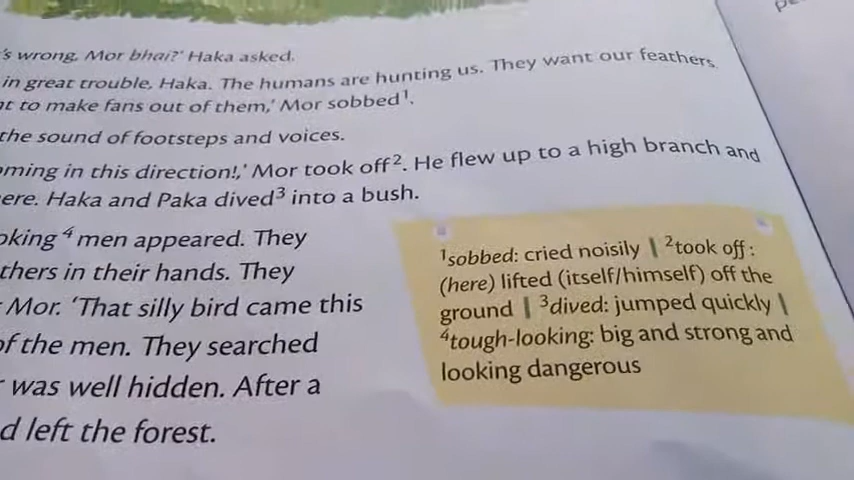 's wrong, Mor bhai?' Haka asked.
in great trouble, Haka. The humans are hunting us. They want our feathers
to make fans out of them,' Mor sobbed¹.
the sound of footsteps and voices.
in this direction!,' Mor took off². He flew up to a high branch and
Haka and Paka dived³ into a bush.
⁴ men appeared. They
in their hands. They
Mor. 'That silly bird came this
of the men. They searched
was well hidden. After a
left the forest.
¹sobbed: cried noisily | ²took off:
(here) lifted (itself/himself) off the
ground | ³dived: jumped quickly |
⁴tough-looking: big and strong and
looking dangerous